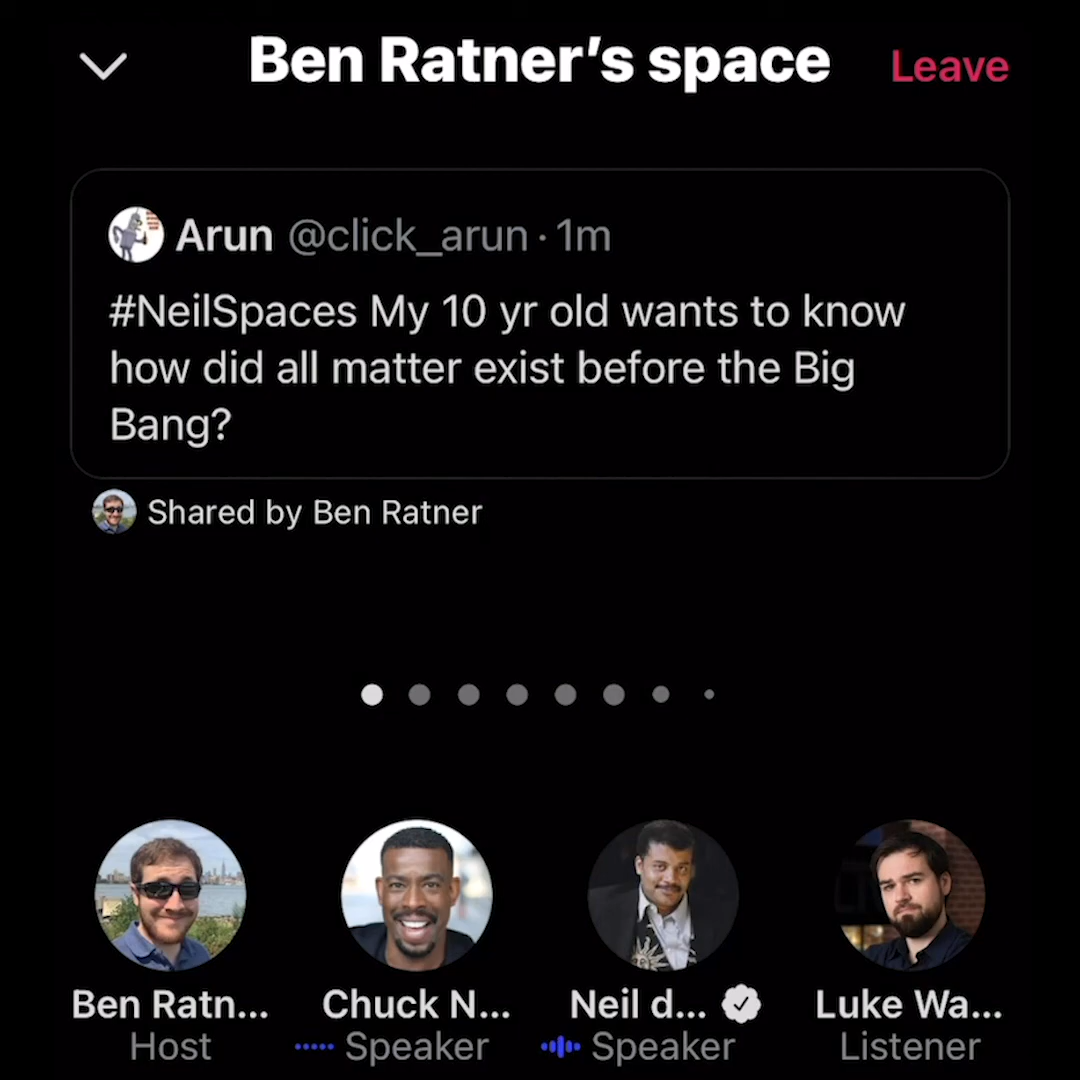 Ben Ratner’s space
Leave
Arun @click_arun · 1m
#NeilSpaces My 10 yr old wants to know
how did all matter exist before the Big
Bang?
Shared by Ben Ratner
Ben Ratn...
Chuck N...
Neil d...
Luke Wa...
Host
Speaker
Speaker
Listener